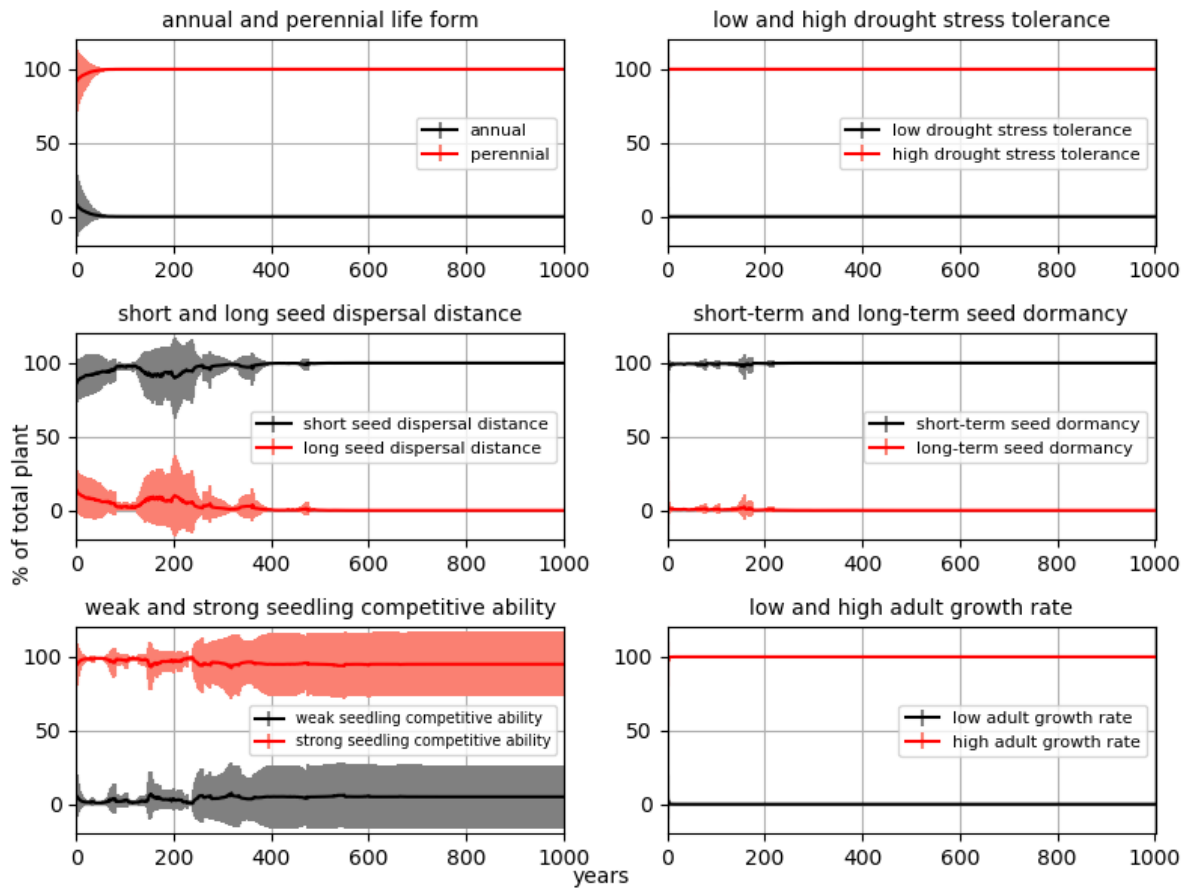 annual and perennial life form
100
50
0
annual
perennial
0 200 400 600 800 1000
low and high drought stress tolerance
100
50
0
low drought stress tolerance
high drought stress tolerance
0 200 400 600 800 1000
short and long seed dispersal distance
100
50
0
short seed dispersal distance
long seed dispersal distance
0 200 400 600 800 1000
short-term and long-term seed dormancy
100
50
0
short-term seed dormancy
long-term seed dormancy
0 200 400 600 800 1000
% of total plant
weak and strong seedling competitive ability
100
50
0
weak seedling competitive ability
strong seedling competitive ability
0 200 400 600 800 1000
low and high adult growth rate
100
50
0
low adult growth rate
high adult growth rate
0 200 400 600 800 1000
years